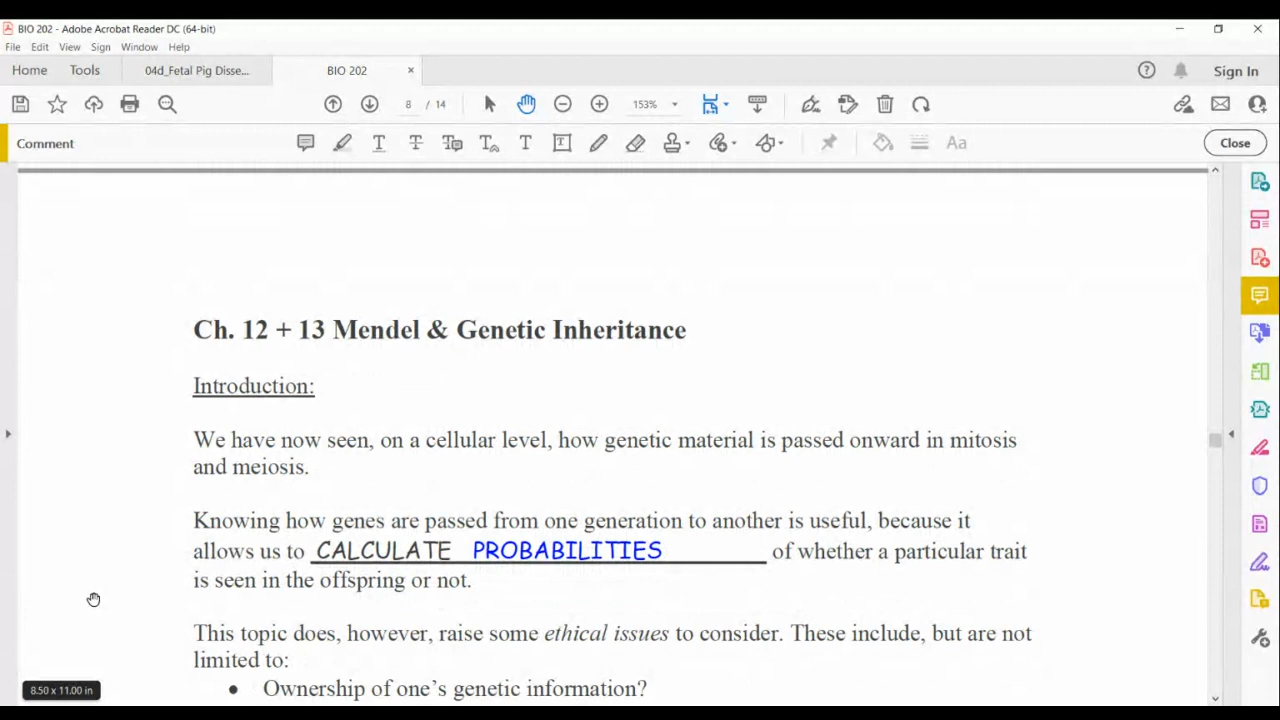 BIO 202 - Adobe Acrobat Reader DC (64-bit)
File Edit View Sign Window Help
Home Tools 04d_Fetal Pig Disse... BIO 202 × Sign In
8 / 14 153%
Comment Close
Ch. 12 + 13 Mendel & Genetic Inheritance
Introduction:
We have now seen, on a cellular level, how genetic material is passed onward in mitosis
and meiosis.
Knowing how genes are passed from one generation to another is useful, because it
allows us to CALCULATE PROBABILITIES of whether a particular trait
is seen in the offspring or not.
This topic does, however, raise some ethical issues to consider. These include, but are not
limited to:
8.50 x 11.00 in
• Ownership of one's genetic information?